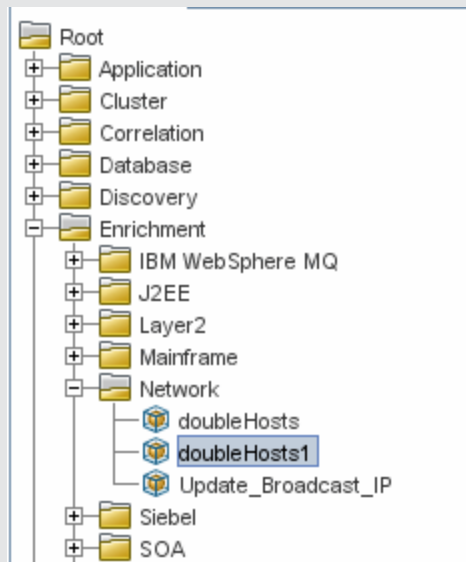 Root
Application
Cluster
Correlation
Database
Discovery
Enrichment
IBM WebSphere MQ
J2EE
Layer2
Mainframe
Network
doubleHosts
doubleHosts1
Update_Broadcast_IP
Siebel
SOA